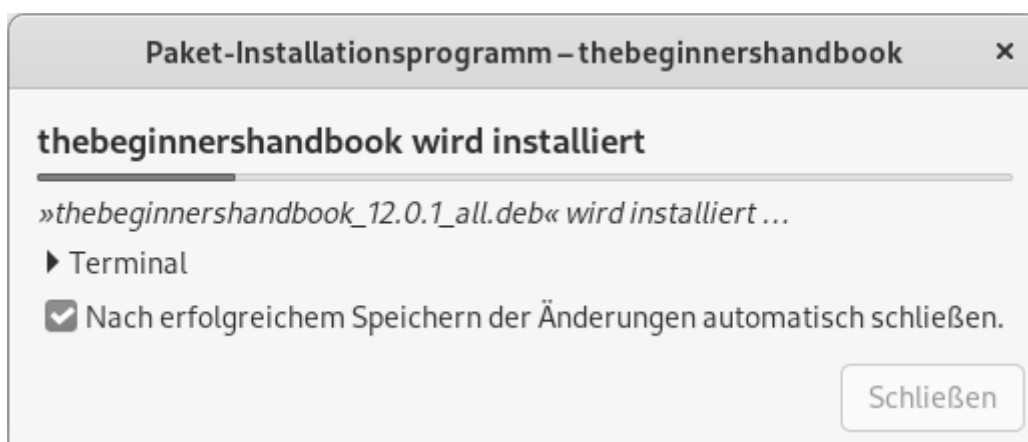 Paket-Installationsprogramm – thebeginnershandbook
thebeginnershandbook wird installiert
»thebeginnershandbook_12.0.1_all.deb« wird installiert …
Terminal
Nach erfolgreichem Speichern der Änderungen automatisch schließen.
Schließen